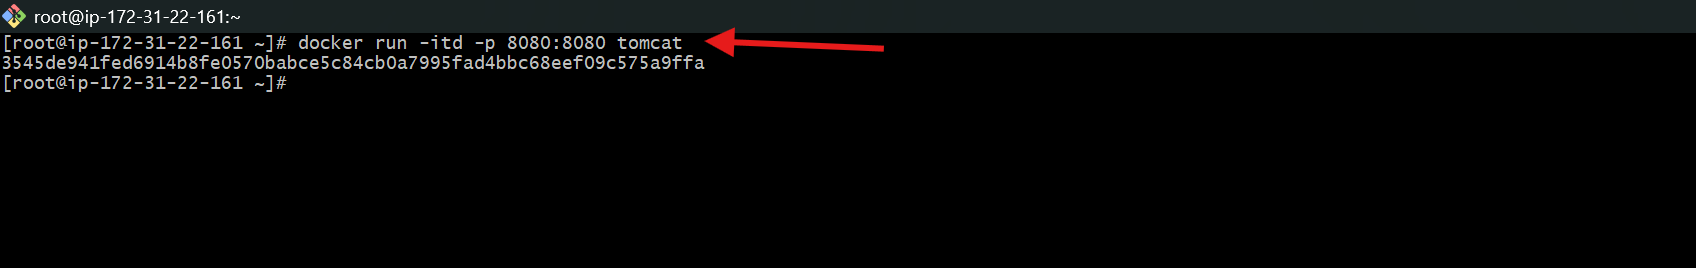 root@ip-172-31-22-161:~
[root@ip-172-31-22-161 ~]# docker run -itd -p 8080:8080 tomcat
3545de941fed6914b8fe0570babce5c84cb0a7995fad4bbc68eef09c575a9ffa
[root@ip-172-31-22-161 ~]#